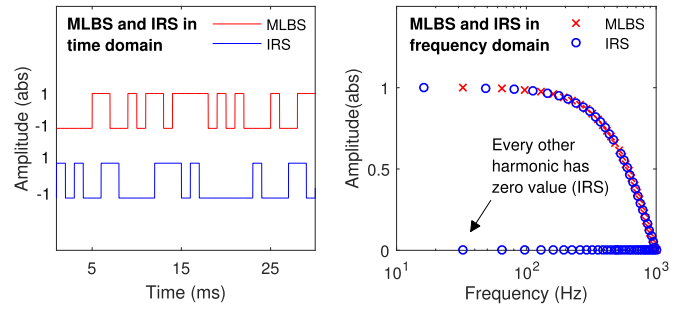 MLBS and IRS in
time domain
MLBS
IRS
Amplitude (abs)
1
-1
1
-1
5
15
25
Time (ms)
MLBS and IRS in
frequency domain
MLBS
IRS
Amplitude(abs)
1
0.5
0
Every other
harmonic has
zero value (IRS)
10^1
10^2
10^3
Frequency (Hz)